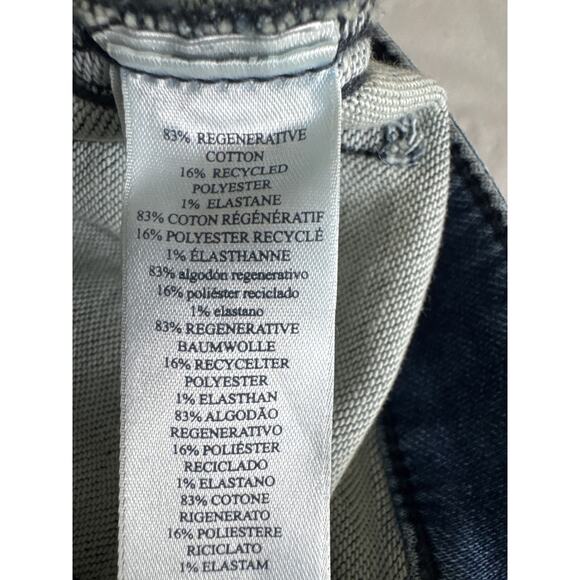 83% REGENERATIVE
COTTON
16% RECYCLED
POLYESTER
1% ELASTANE
83% COTON RÉGÉNÉRATIF
16% POLYESTER RECYCLÉ
1% ÉLASTHANNE
83% algodón regenerativo
16% poliéster reciclado
1% elastano
83% REGENERATIVE
BAUMWOLLE
16% RECYCELTER
POLYESTER
1% ELASTHAN
83% ALGODÃO
REGENERATIVO
16% POLIÉSTER
RECICLADO
1% ELASTANO
83% COTONE
RIGENERATO
16% POLIESTERE
RICICLATO
1% ELASTAM